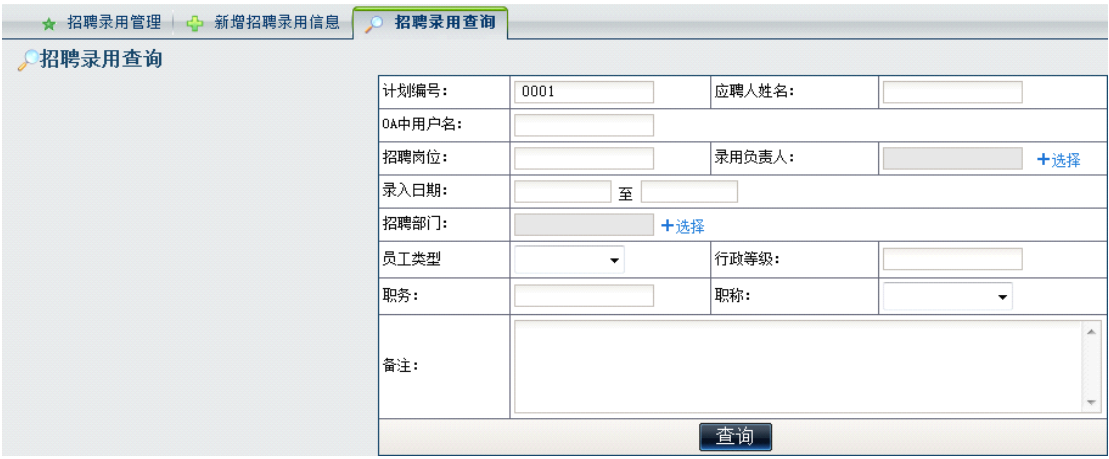 招聘录用管理 新增招聘录用信息 招聘录用查询
招聘录用查询
计划编号： 0001 应聘人姓名：
OA中用户名：
招聘岗位： 录用负责人： +选择
录入日期： 至
招聘部门： +选择
员工类型 行政等级：
职务： 职称：
备注：
查询